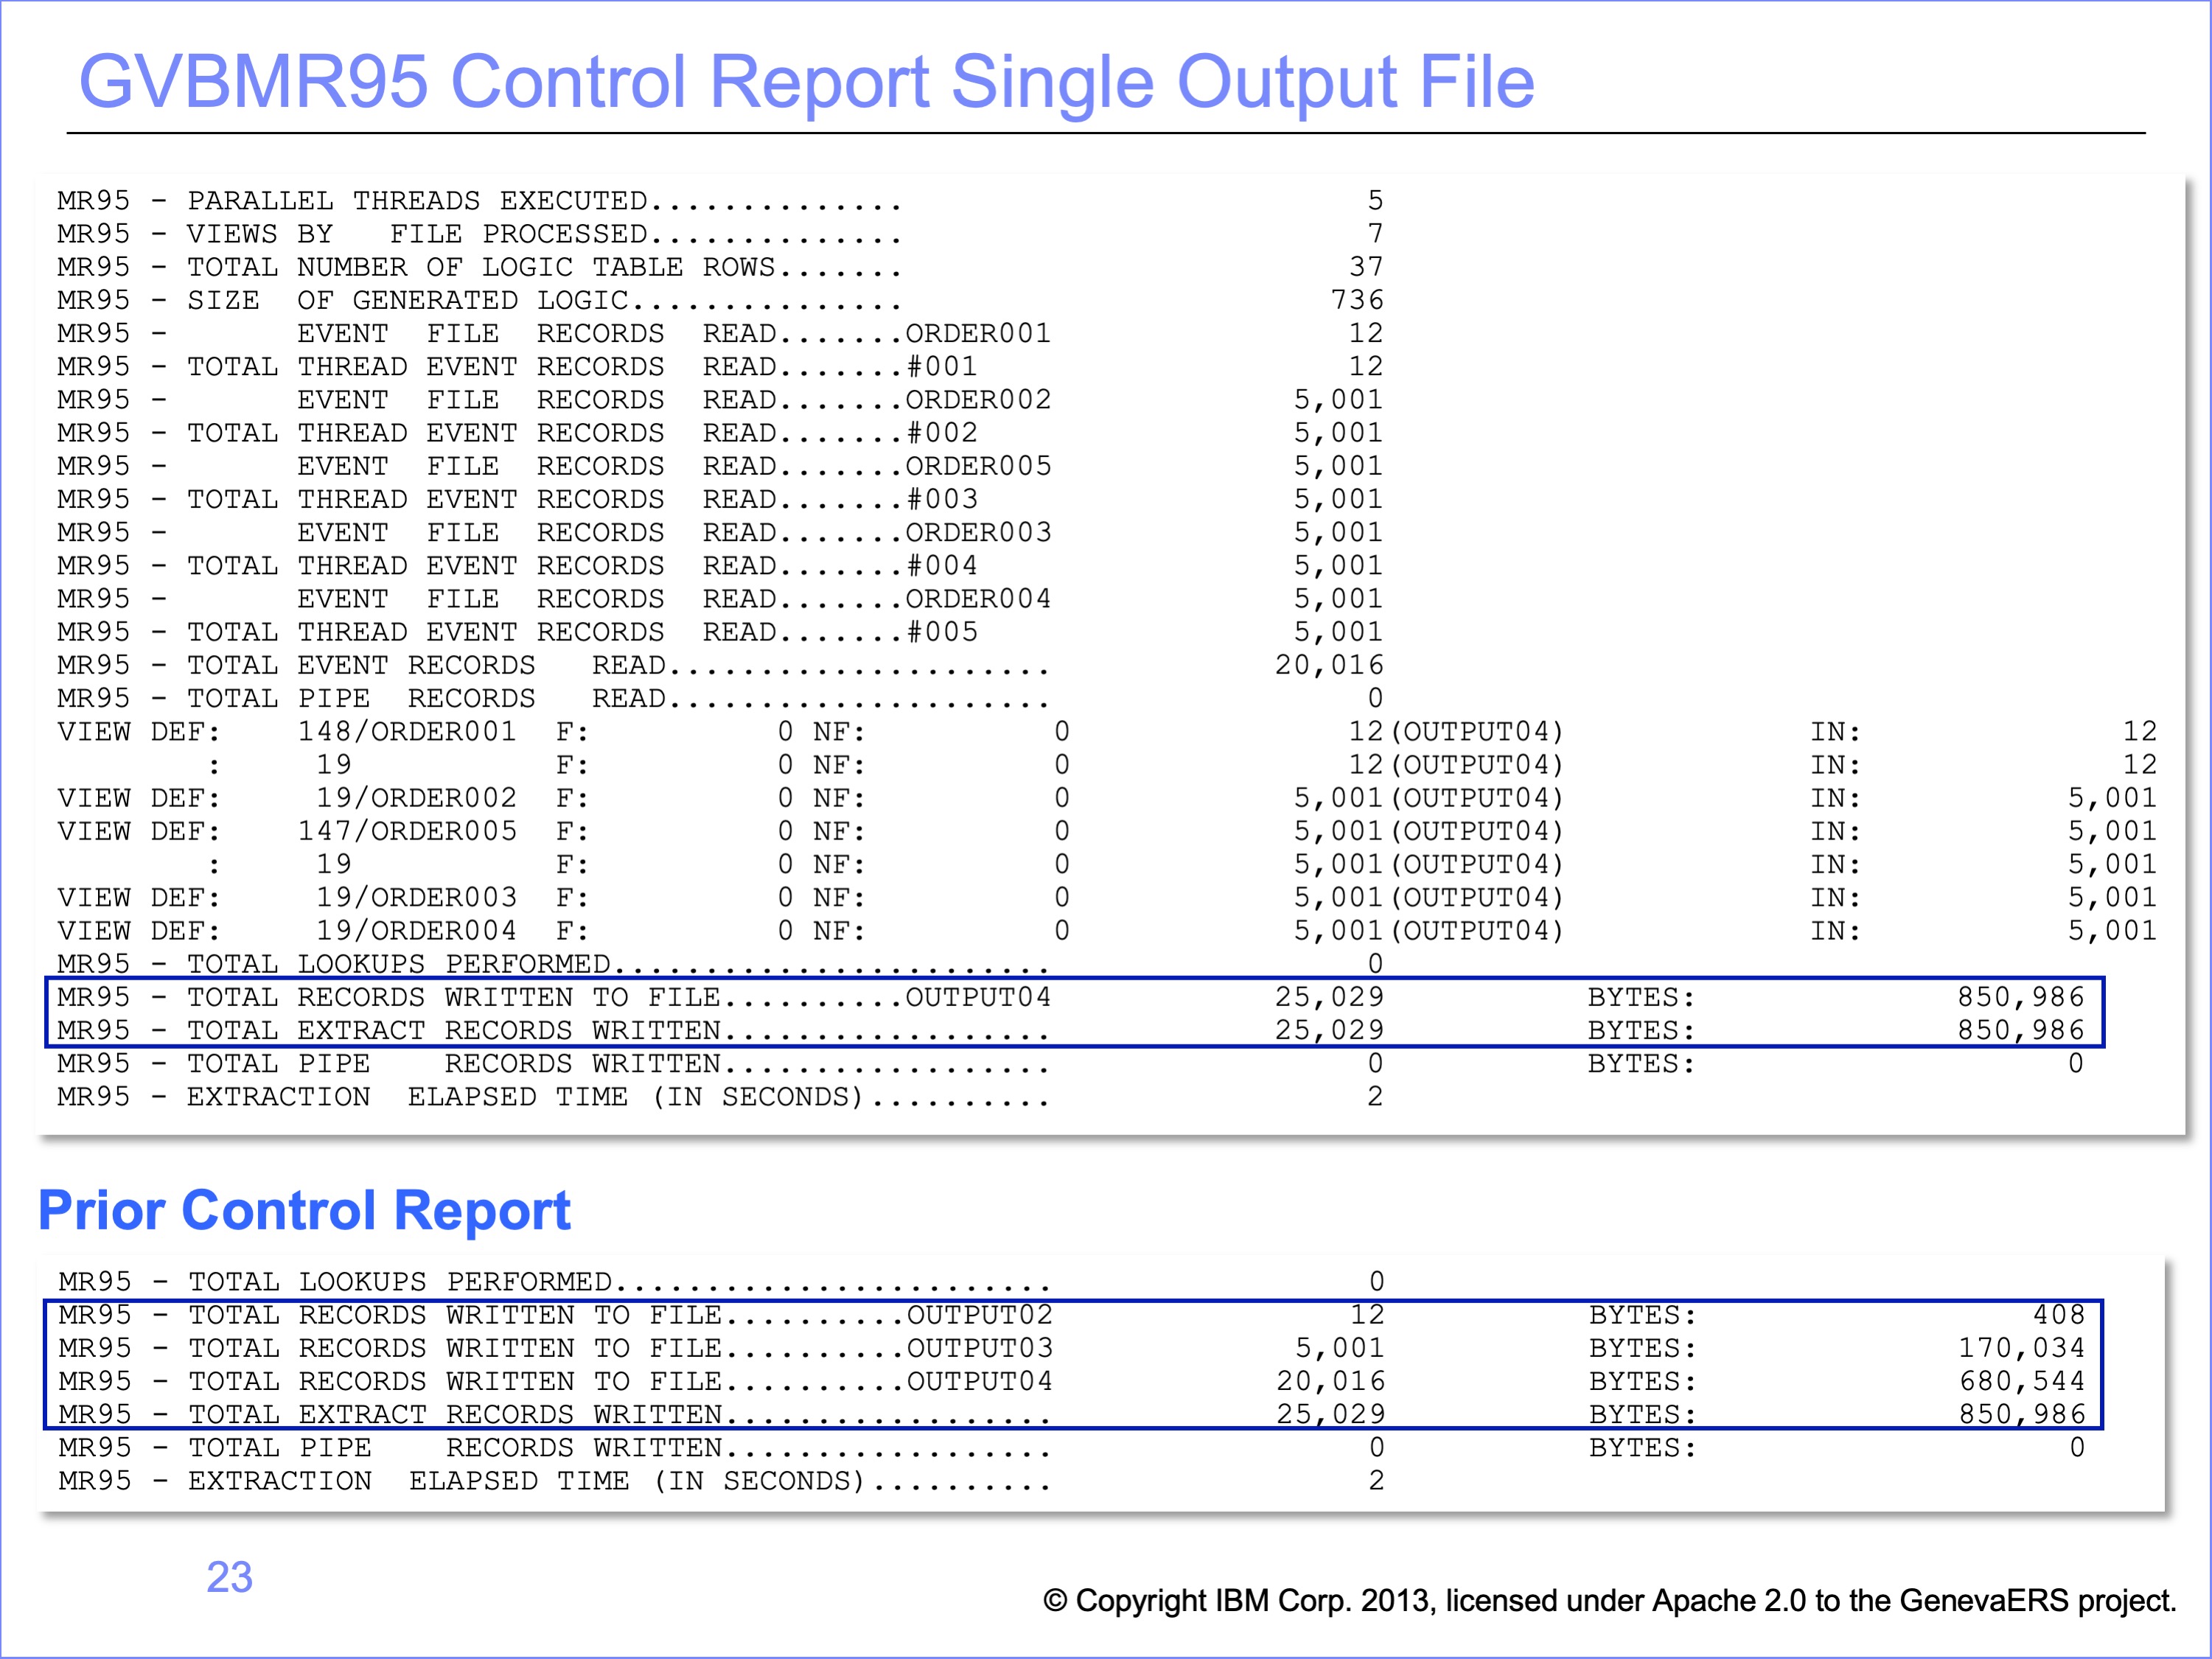 GVBMR95 Control Report Single Output File
MR95 - PARALLEL THREADS EXECUTED.............. 5
MR95 - VIEWS BY   FILE PROCESSED.............. 7
MR95 - TOTAL NUMBER OF LOGIC TABLE ROWS....... 37
MR95 - SIZE  OF GENERATED LOGIC............... 736
MR95 -       EVENT  FILE  RECORDS  READ.......ORDER001 12
MR95 - TOTAL THREAD EVENT RECORDS  READ.......#001 12
MR95 -       EVENT  FILE  RECORDS  READ.......ORDER002 5,001
MR95 - TOTAL THREAD EVENT RECORDS  READ.......#002 5,001
MR95 -       EVENT  FILE  RECORDS  READ.......ORDER005 5,001
MR95 - TOTAL THREAD EVENT RECORDS  READ.......#003 5,001
MR95 -       EVENT  FILE  RECORDS  READ.......ORDER003 5,001
MR95 - TOTAL THREAD EVENT RECORDS  READ.......#004 5,001
MR95 -       EVENT  FILE  RECORDS  READ.......ORDER004 5,001
MR95 - TOTAL THREAD EVENT RECORDS  READ.......#005 5,001
MR95 - TOTAL EVENT RECORDS   READ..................... 20,016
MR95 - TOTAL PIPE  RECORDS   READ..................... 0
VIEW DEF:    148/ORDER001  F: 0 NF: 0 12(OUTPUT04) IN: 12
:     19 F: 0 NF: 0 12(OUTPUT04) IN: 12
VIEW DEF:     19/ORDER002  F: 0 NF: 0 5,001(OUTPUT04) IN: 5,001
VIEW DEF:    147/ORDER005  F: 0 NF: 0 5,001(OUTPUT04) IN: 5,001
:     19 F: 0 NF: 0 5,001(OUTPUT04) IN: 5,001
VIEW DEF:     19/ORDER003  F: 0 NF: 0 5,001(OUTPUT04) IN: 5,001
VIEW DEF:     19/ORDER004  F: 0 NF: 0 5,001(OUTPUT04) IN: 5,001
MR95 - TOTAL LOOKUPS PERFORMED........................ 0
MR95 - TOTAL RECORDS WRITTEN TO FILE..........OUTPUT04 25,029 BYTES: 850,986
MR95 - TOTAL EXTRACT RECORDS WRITTEN.................. 25,029 BYTES: 850,986
MR95 - TOTAL PIPE    RECORDS WRITTEN.................. 0 BYTES: 0
MR95 - EXTRACTION  ELAPSED TIME (IN SECONDS).......... 2
Prior Control Report
MR95 - TOTAL LOOKUPS PERFORMED........................ 0
MR95 - TOTAL RECORDS WRITTEN TO FILE..........OUTPUT02 12 BYTES: 408
MR95 - TOTAL RECORDS WRITTEN TO FILE..........OUTPUT03 5,001 BYTES: 170,034
MR95 - TOTAL RECORDS WRITTEN TO FILE..........OUTPUT04 20,016 BYTES: 680,544
MR95 - TOTAL EXTRACT RECORDS WRITTEN.................. 25,029 BYTES: 850,986
MR95 - TOTAL PIPE    RECORDS WRITTEN.................. 0 BYTES: 0
MR95 - EXTRACTION  ELAPSED TIME (IN SECONDS).......... 2
23
© Copyright IBM Corp. 2013, licensed under Apache 2.0 to the GenevaERS project.